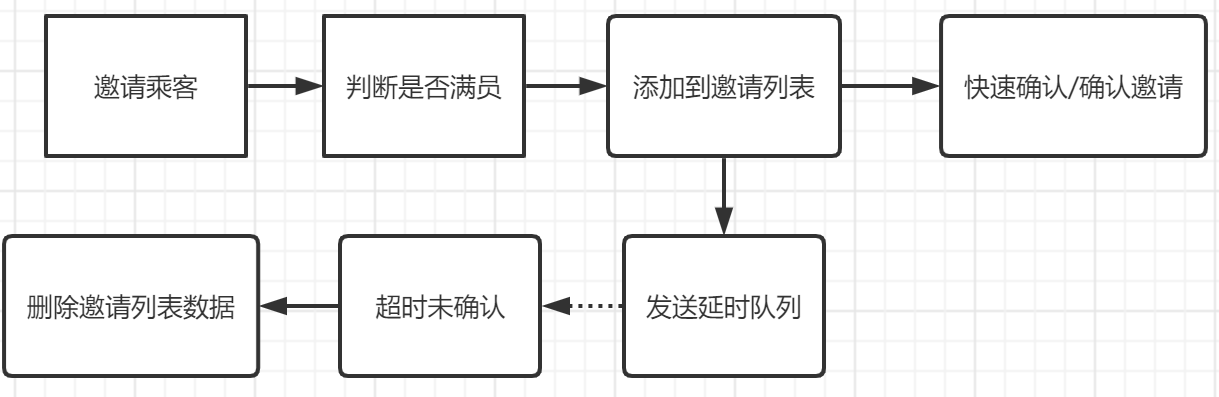 邀请乘客
判断是否满员
添加到邀请列表
快速确认/确认邀请
删除邀请列表数据
超时未确认
发送延时队列